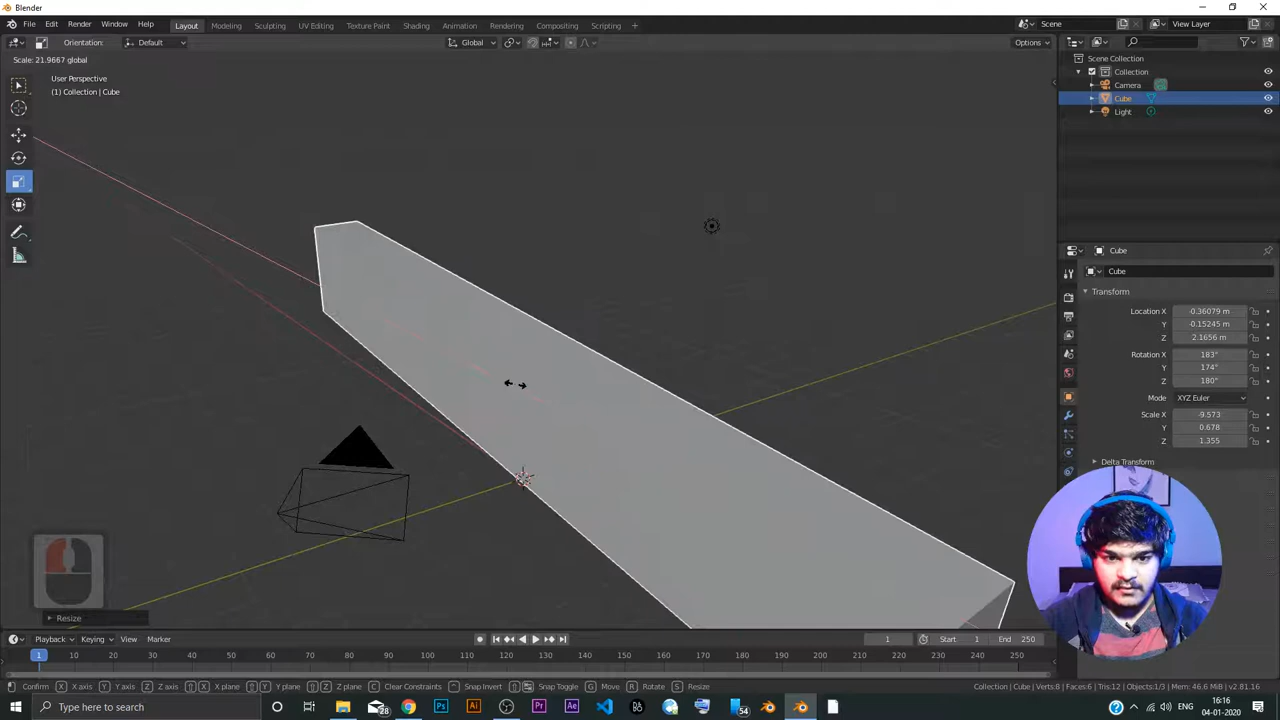 Blender
File Edit Render Window Help Layout Modeling Sculpting UV Editing Texture Paint Shading Animation Rendering Compositing Scripting + Scene View Layer
Orientation: Default Global Options
Scale: 21.9667 global
User Perspective
(1) Collection | Cube
Scene Collection
Collection
Camera
Cube
Light
Cube
Cube
Transform
Location X -0.36079 m
Y -0.15245 m
Z 2.1656 m
Rotation X 183°
Y 174°
Z 180°
Mode XYZ Euler
Scale X -9.573
Y 0.678
Z 1.355
Delta Transform
Resize
Playback Keying View Marker 1 Start: 1 End 250
1 10 20 30 40 50 60 70 80 90 100 110 120 130 140 150 160 170 180 190 200 210 220 230 240 250
Confirm X X axis Y Y axis Z Z axis X X plane Y Y plane Z Z plane C Clear Constraints Snap Invert Snap Toggle G Move R Rotate S Resize Collection | Cube | Verts:8 | Faces:6 | Tris:12 | Objects:1/3 | Mem: 46.6 MiB | v2.81.16
Type here to search 28 Ps Ai Pr Ae 54 16:16
04-01-2020